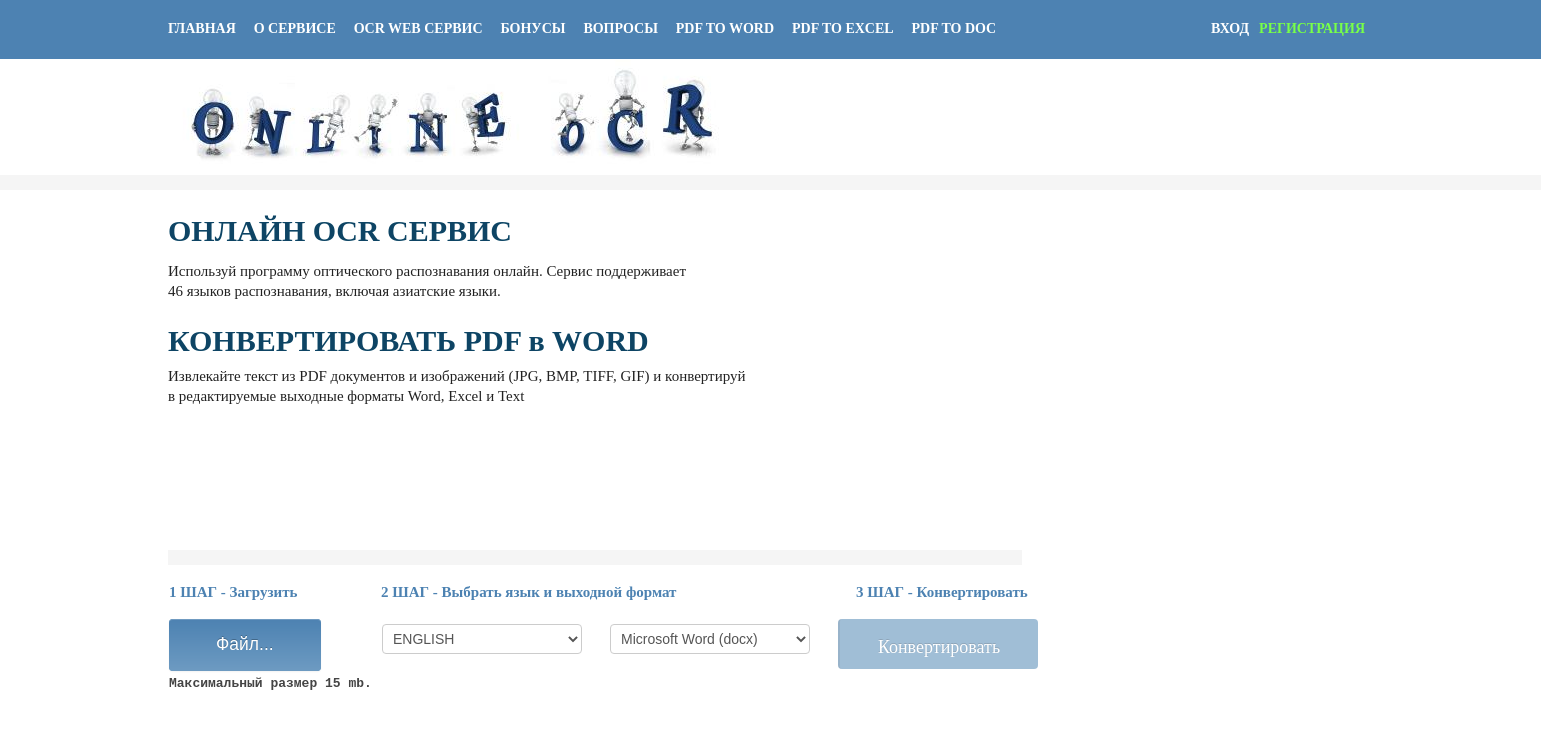 ГЛАВНАЯ О СЕРВИСЕ OCR WEB СЕРВИС БОНУСЫ ВОПРОСЫ PDF TO WORD PDF TO EXCEL PDF TO DOC ВХОД РЕГИСТРАЦИЯ
ONLINE OCR
ОНЛАЙН OCR СЕРВИС
Используй программу оптического распознавания онлайн. Сервис поддерживает
46 языков распознавания, включая азиатские языки.
КОНВЕРТИРОВАТЬ PDF в WORD
Извлекайте текст из PDF документов и изображений (JPG, BMP, TIFF, GIF) и конвертируй
в редактируемые выходные форматы Word, Excel и Text
1 ШАГ - Загрузить 2 ШАГ - Выбрать язык и выходной формат 3 ШАГ - Конвертировать
Файл... ENGLISH Microsoft Word (docx) Конвертировать
Максимальный размер 15 mb.